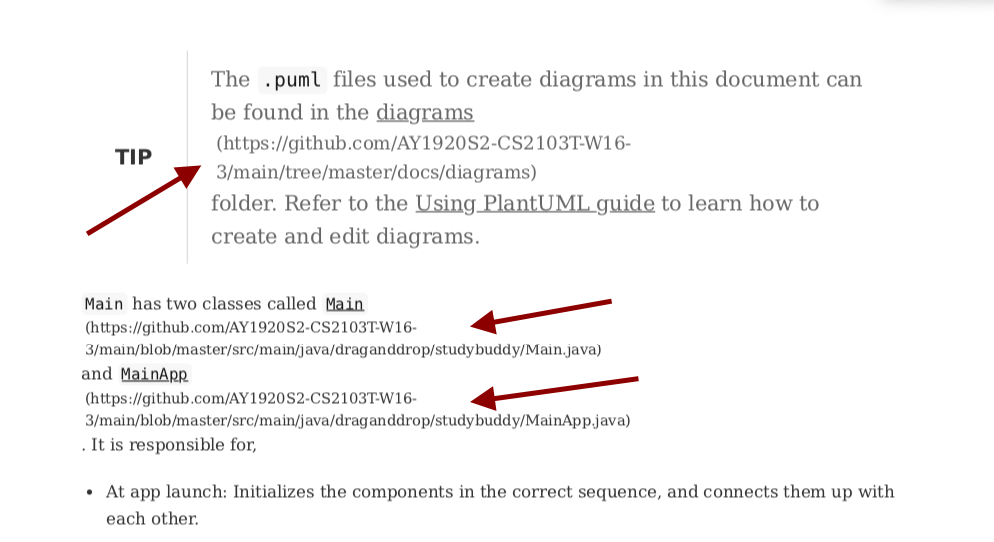 The .puml files used to create diagrams in this document can
be found in the diagrams
(https://github.com/AY1920S2-CS2103T-W16-
TIP
3/main/tree/master/docs/diagrams)
folder. Refer to the Using PlantUML guide to learn how to
create and edit diagrams.
Main has two classes called Main
(https://github.com/AY1920S2-CS2103T-W16-
3/main/blob/master/src/main/java/draganddrop/studybuddy/Main.java)
and MainApp
(https://github.com/AY1920S2-CS2103T-W16-
3/main/blob/master/src/main/java/draganddrop/studybuddy/MainApp.java)
. It is responsible for,
• At app launch: Initializes the components in the correct sequence, and connects them up with
each other.